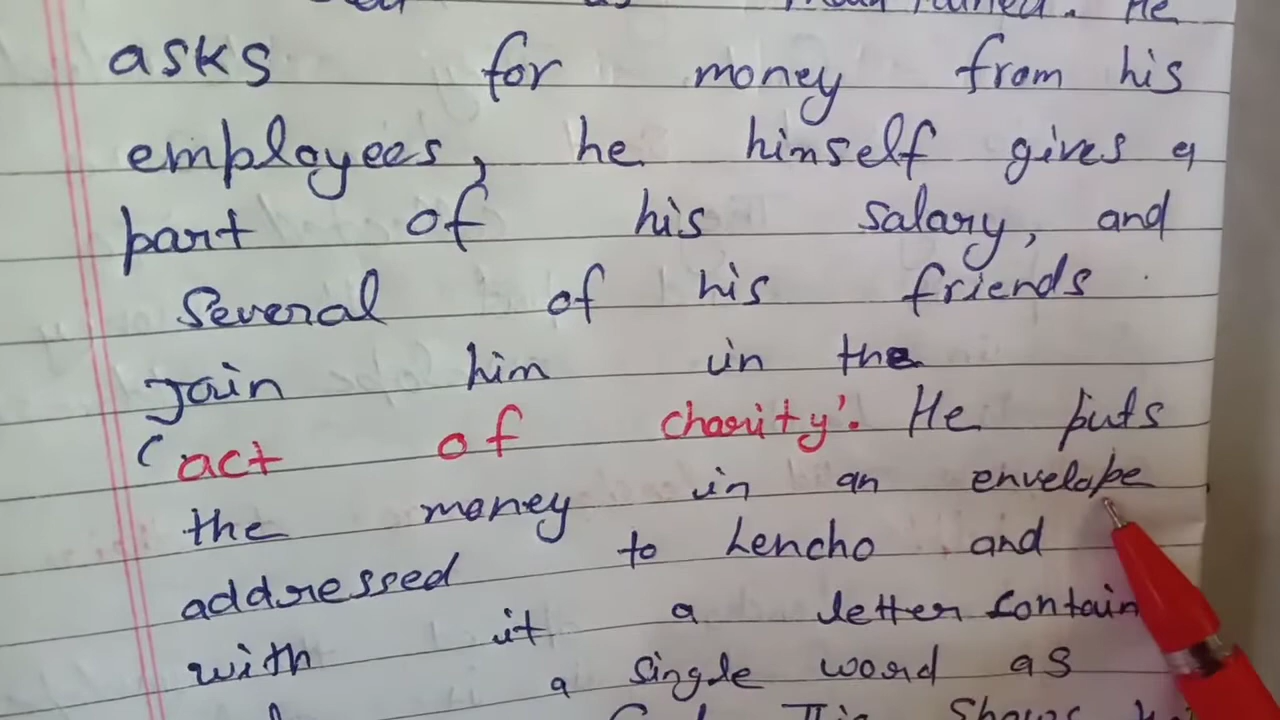 He
asks for money from his
employees, he himself gives a
part of his salary, and
Several of his friends
Join him in the
'act of charity'. He puts
the money in an envelope
addressed to Lencho and
with it a letter contain
a single word as
Shows